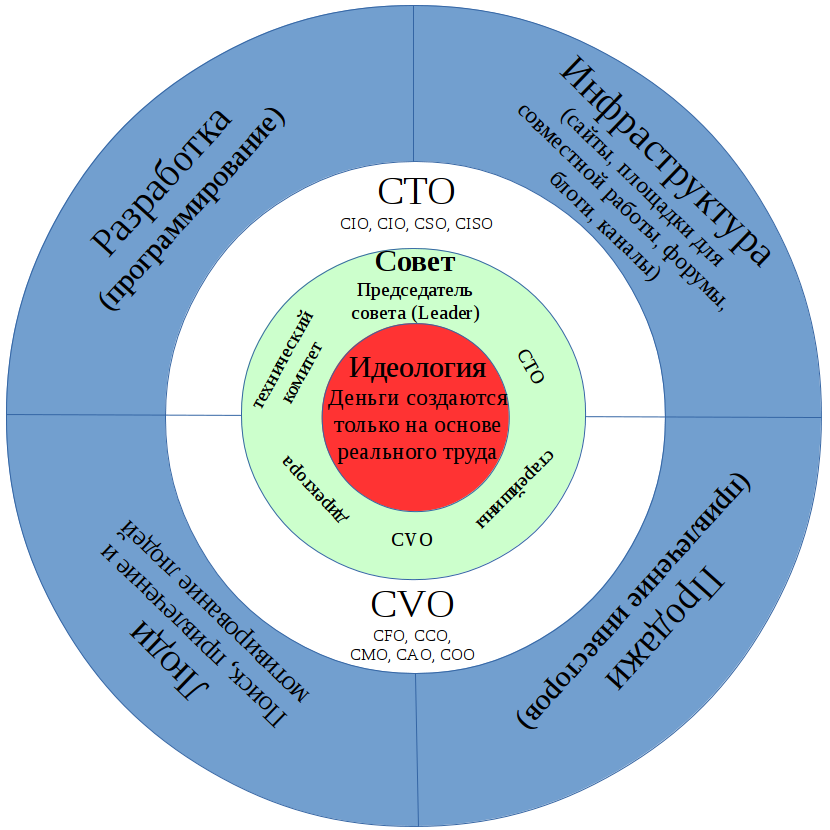 Разработка
(программирование)
Инфраструктура
(сайты, площадки для
совместной работы, форумы,
блоги, каналы)
CTO
CIO, CIO, CSO, CISO
Совет
Председатель
совета (Leader)
технический
комитет
CTO
Идеология
Деньги создаются
только на основе
реального труда
директора
старейшины
CVO
CVO
CFO, CCO,
CMO, CAO, COO
Люди
Поиск, привлечение и
мотивирование людей
Продажи
(привлечение инвесторов)